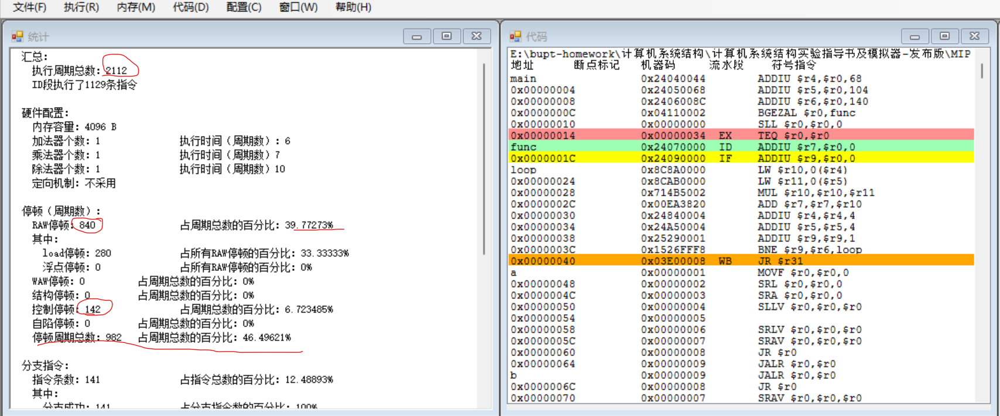 文件(F) 执行(R) 内存(M) 代码(D) 配置(C) 窗口(W) 帮助(H)
统计
汇总:
执行周期总数: 2112
ID段执行了1129条指令
硬件配置:
内存容量: 4096 B
加法器个数: 1 执行时间（周期数）: 6
乘法器个数: 1 执行时间（周期数）7
除法器个数: 1 执行时间（周期数）10
定向机制: 不采用
停顿（周期数）:
RAW停顿: 840 占周期总数的百分比: 39.77273%
其中:
load停顿: 280 占所有RAW停顿的百分比: 33.33333%
浮点停顿: 0 占所有RAW停顿的百分比: 0%
WAW停顿: 0 占周期总数的百分比: 0%
结构停顿: 0 占周期总数的百分比: 0%
控制停顿: 142 占周期总数的百分比: 6.723485%
自陷停顿: 0 占周期总数的百分比: 0%
停顿周期总数: 982 占周期总数的百分比: 46.49621%
分支指令:
指令条数: 141 占指令总数的百分比: 12.48893%
其中:
分支成功: 141 占分支指令数的百分比: 100%
代码
E:\bupt-homework\计算机系统结构\计算机系统结构实验指导书及模拟器-发布版\MIP
地址 断点标记 机器码 流水段 符号指令
main 0x24040044 ADDIU $r4,$r0,68
0x00000004 0x24050068 ADDIU $r5,$r0,104
0x00000008 0x2406008C ADDIU $r6,$r0,140
0x0000000C 0x04110002 BGEZAL $r0,func
0x00000010 0x00000000 SLL $r0,$r0,0
0x00000014 0x00000034 EX TEQ $r0,$r0
func 0x24070000 ID ADDIU $r7,$r0,0
0x0000001C 0x24090000 IF ADDIU $r9,$r0,0
loop 0x8C8A0000 LW $r10,0($r4)
0x00000024 0x8CAB0000 LW $r11,0($r5)
0x00000028 0x714B5002 MUL $r10,$r10,$r11
0x0000002C 0x00EA3820 ADD $r7,$r7,$r10
0x00000030 0x24840004 ADDIU $r4,$r4,4
0x00000034 0x24A50004 ADDIU $r5,$r5,4
0x00000038 0x25290001 ADDIU $r9,$r9,1
0x0000003C 0x1526FFF8 BNE $r9,$r6,loop
0x00000040 0x03E00008 WB JR $r31
a 0x00000001 MOVF $r0,$r0,0
0x00000048 0x00000002 SRL $r0,$r0,0
0x0000004C 0x00000003 SRA $r0,$r0,0
0x00000050 0x00000004 SLLV $r0,$r0,$r0
0x00000054 0x00000005
0x00000058 0x00000006 SRLV $r0,$r0,$r0
0x0000005C 0x00000007 SRAV $r0,$r0,$r0
0x00000060 0x00000008 JR $r0
0x00000064 0x00000009 JALR $r0,$r0
b 0x00000009 JALR $r0,$r0
0x0000006C 0x00000008 JR $r0
0x00000070 0x00000007 SRAV $r0,$r0,$r0